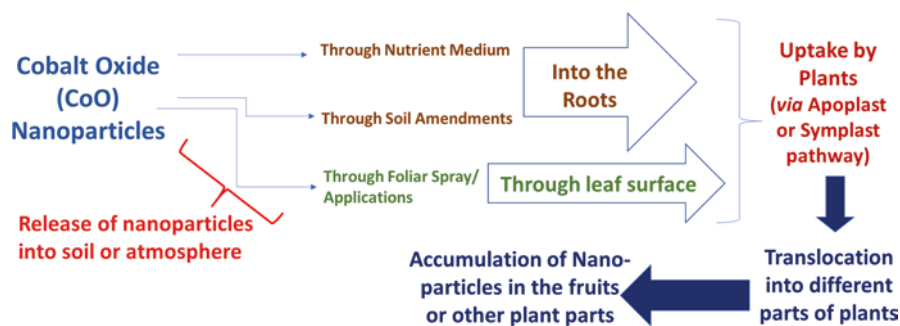 Cobalt Oxide
(CoO)
Nanoparticles
Through Nutrient Medium
Through Soil Amendments
Through Foliar Spray/
Applications
Into the
Roots
Through leaf surface
Uptake by
Plants
(via Apoplast
or Symplast
pathway)
Release of nanoparticles
into soil or atmosphere
Translocation
into different
parts of plants
Accumulation of Nano-
particles in the fruits
or other plant parts